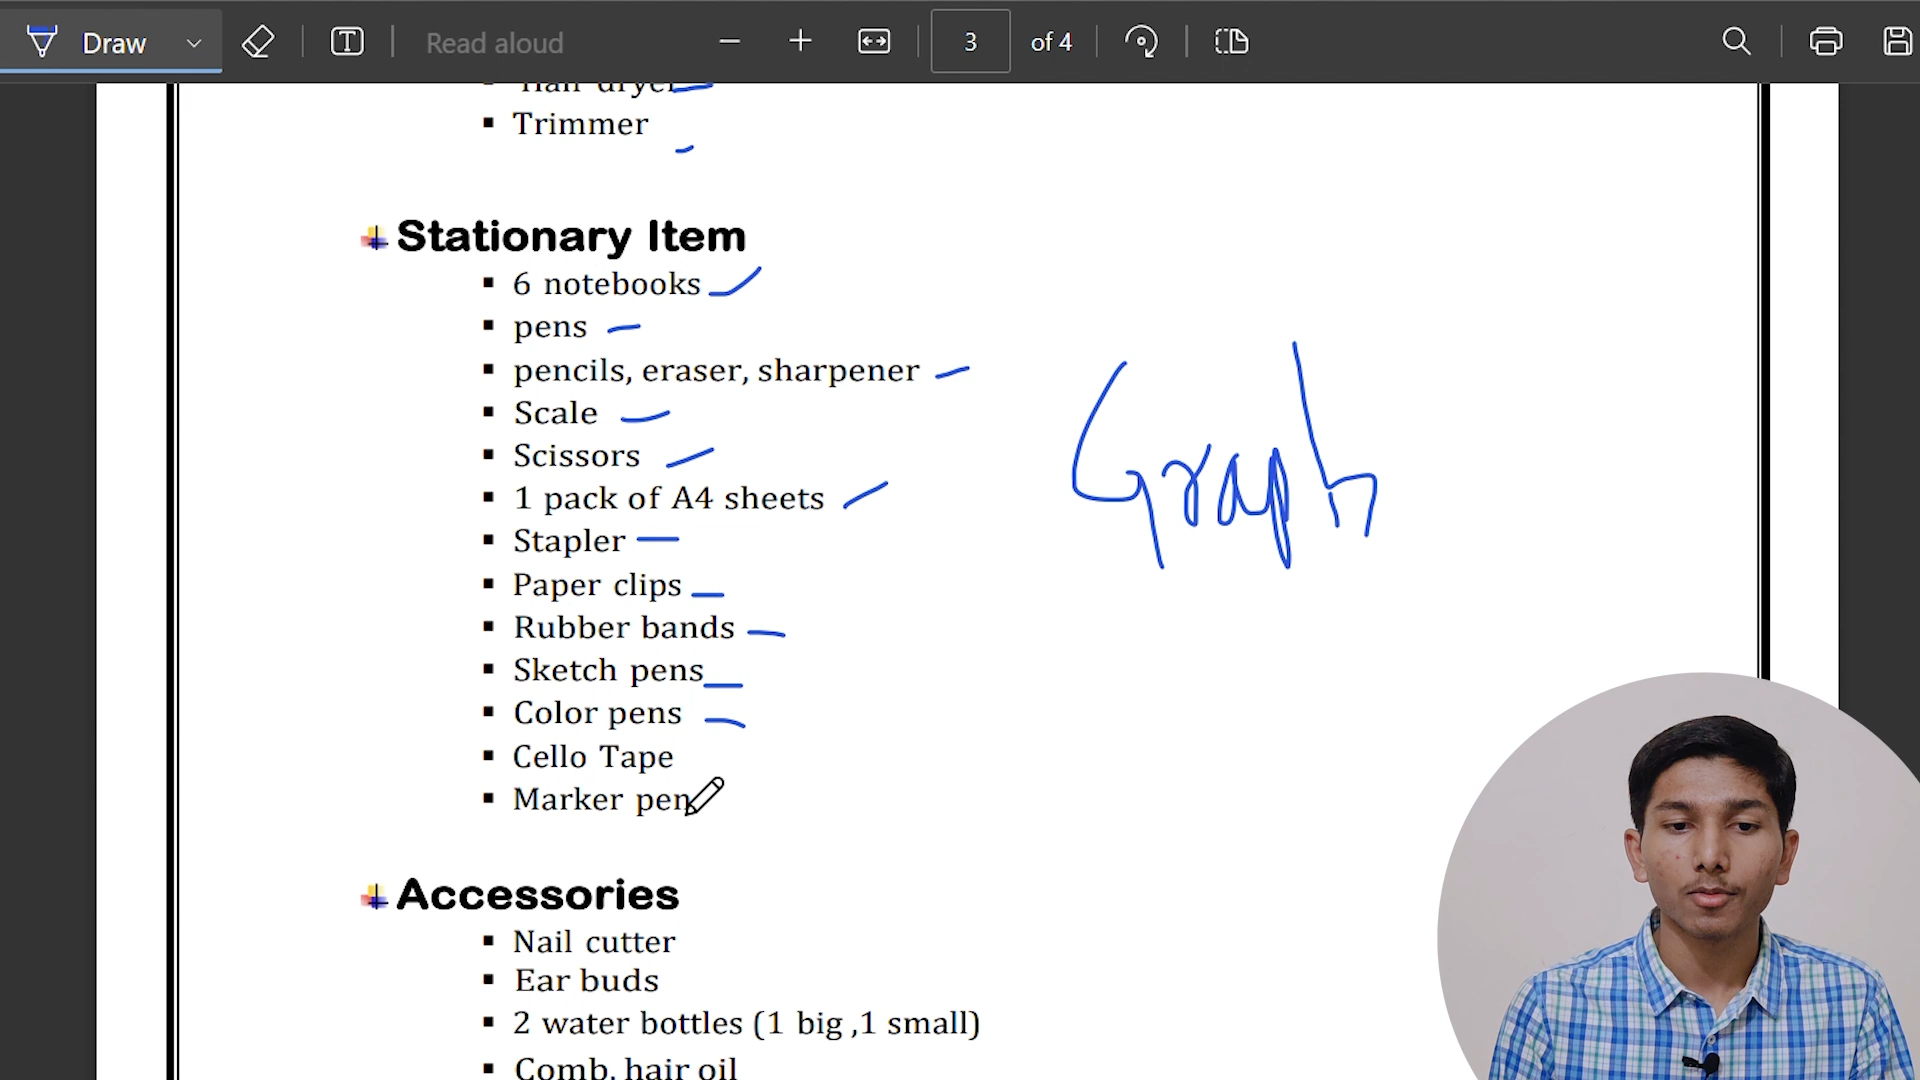 Draw
Read aloud
3 of 4
Hair dryer
Trimmer
Stationary Item
6 notebooks
pens
pencils, eraser, sharpener
Scale
Scissors
1 pack of A4 sheets
Stapler
Paper clips
Rubber bands
Sketch pens
Color pens
Cello Tape
Marker pen
Graph
Accessories
Nail cutter
Ear buds
2 water bottles (1 big ,1 small)
Comb, hair oil